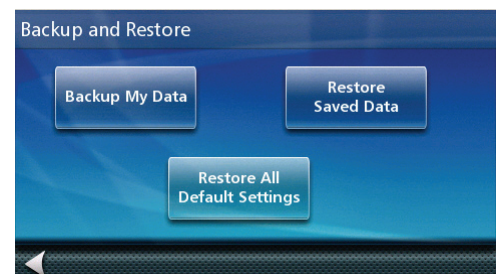 Backup and Restore
Backup My Data
Restore
Saved Data
Restore All
Default Settings